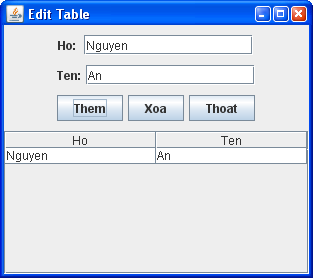 Edit Table
Ho: Nguyen
Ten: An
Them Xoa Thoat
Ho Ten
Nguyen An